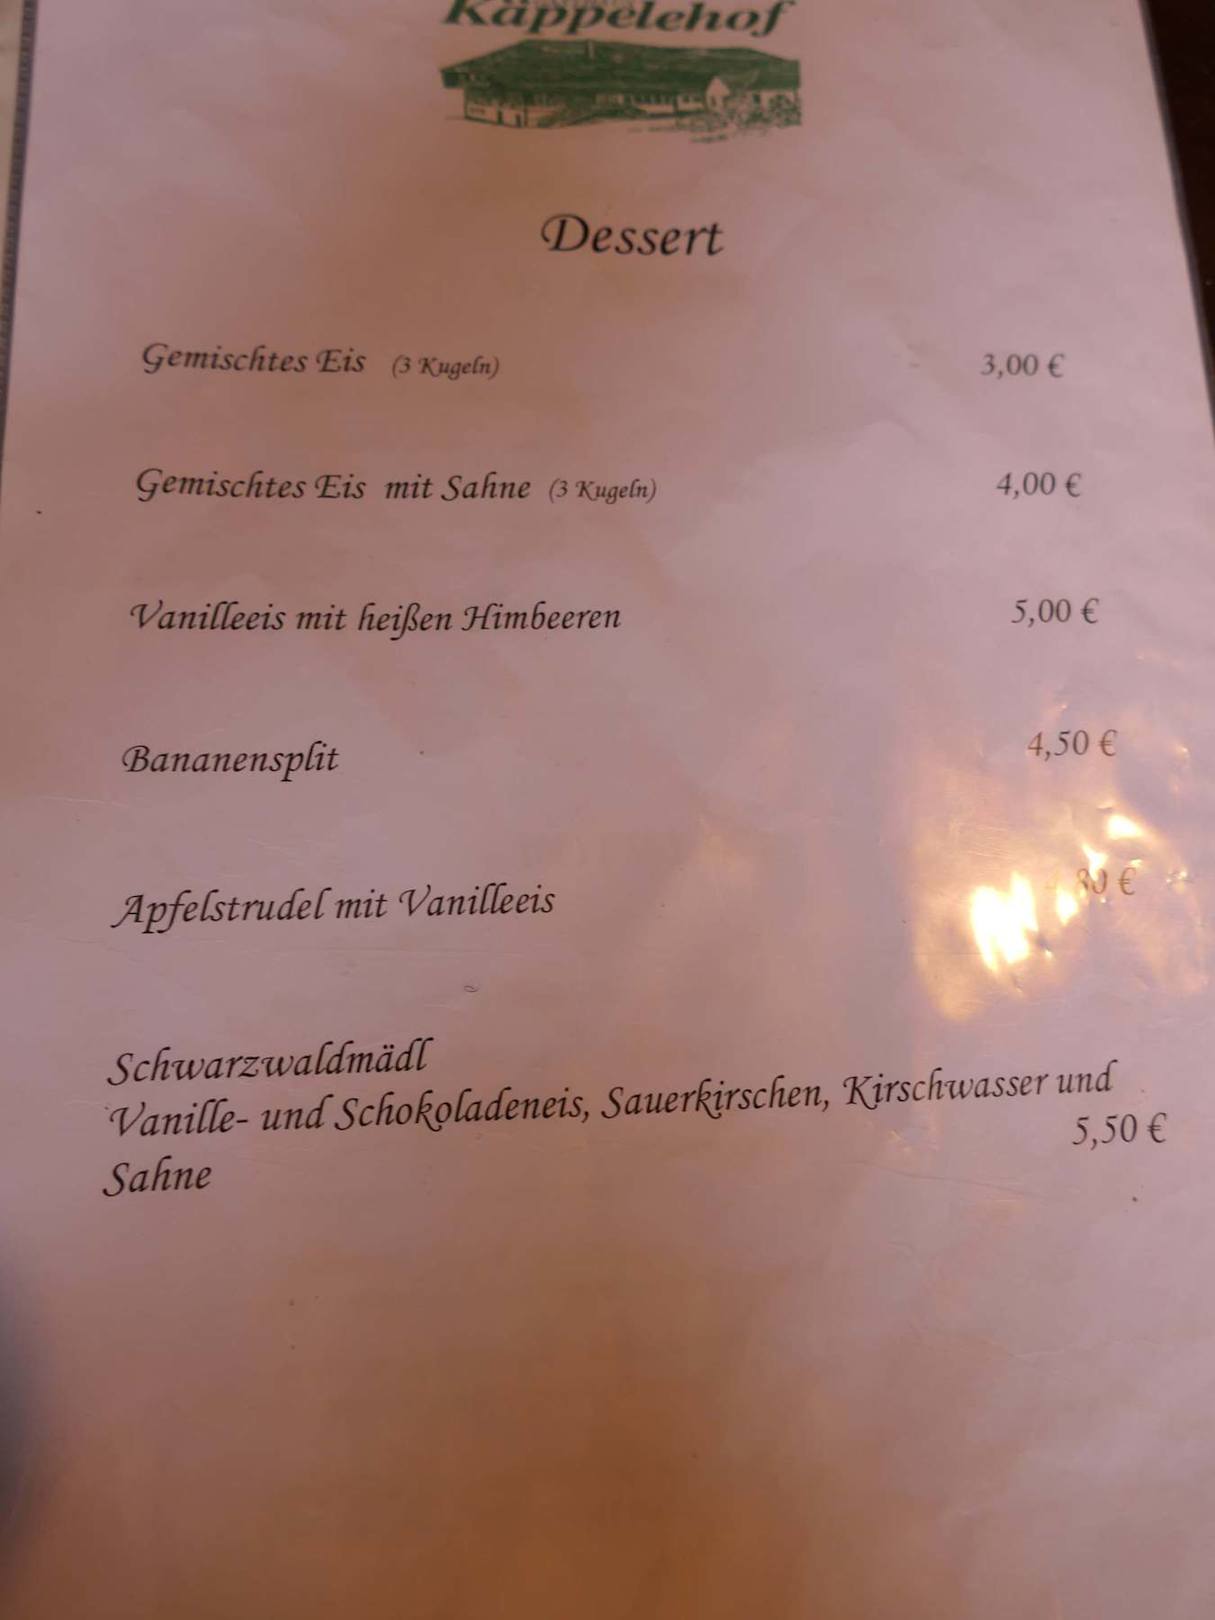 Käppelehof
Dessert
Gemischtes Eis (3 Kugeln) 3,00 €
Gemischtes Eis mit Sahne (3 Kugeln) 4,00 €
Vanilleeis mit heißen Himbeeren 5,00 €
Bananensplit 4,50 €
Apfelstrudel mit Vanilleeis €
Schwarzwaldmädl
Vanille- und Schokoladeneis, Sauerkirschen, Kirschwasser und
5,50 €
Sahne